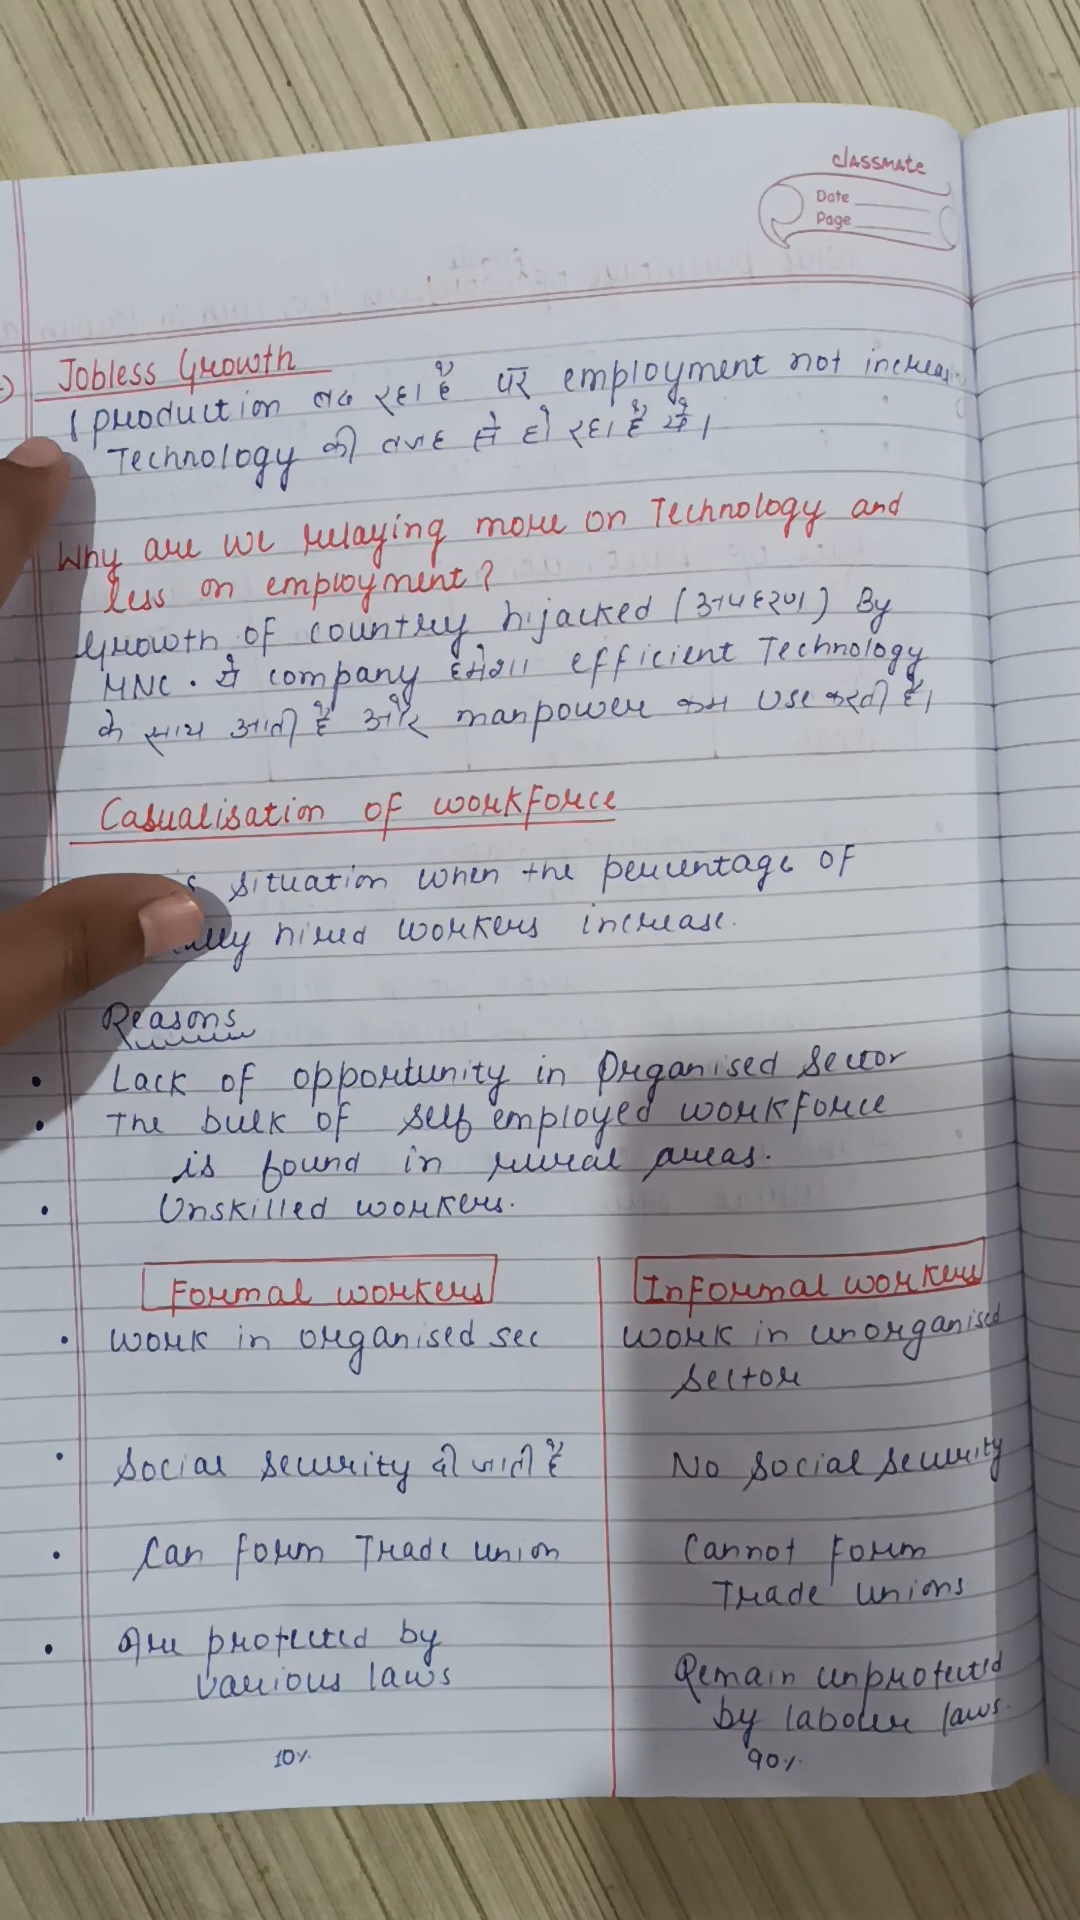 classmate
Date
Page
Jobless Growth
production बढ़ रहा है पर employment not increas
Technology की वजह से हो रहा है ये।
Why are we relaying more on Technology and
less on employment?
Growth of country hijacked (अपहरण) By
MNC. ये company हमेशा efficient Technology
के साथ आती है और manpower कम use करती है।
Casualisation of workforce
situation when the percentage of
hired workers increase.
Reasons
• Lack of opportunity in Organised Sector
• The bulk of self employed workforce
is found in rural areas.
• Unskilled workers.
Formal workers
Informal workers
• Work in organised sec
Work in unorganised
sector
• Social security दी जाती है
No social security
• Can form Trade union
Cannot form
Trade unions
• Are protected by
various laws
Remain unprotected
by labour laws.
10%
90%